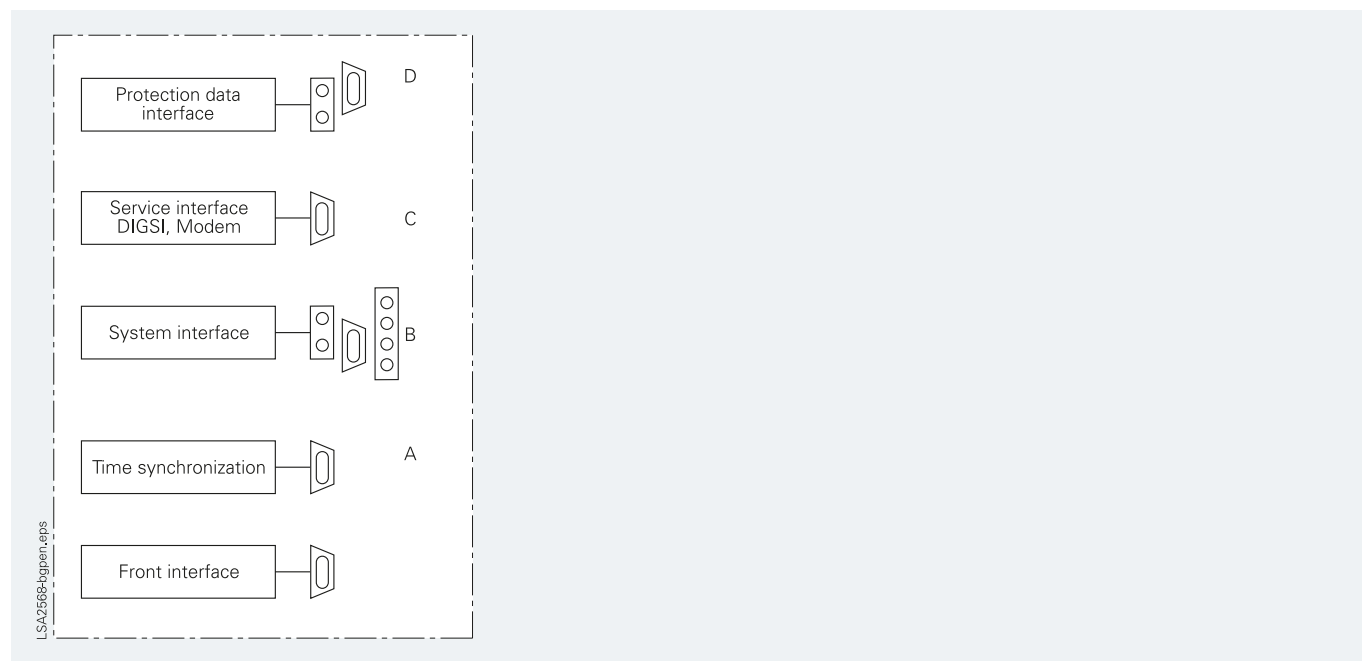 Protection data
interface
D
Service interface
DIGSI, Modem
C
System interface
B
Time synchronization
A
Front interface
LSA2568-bgpen.eps